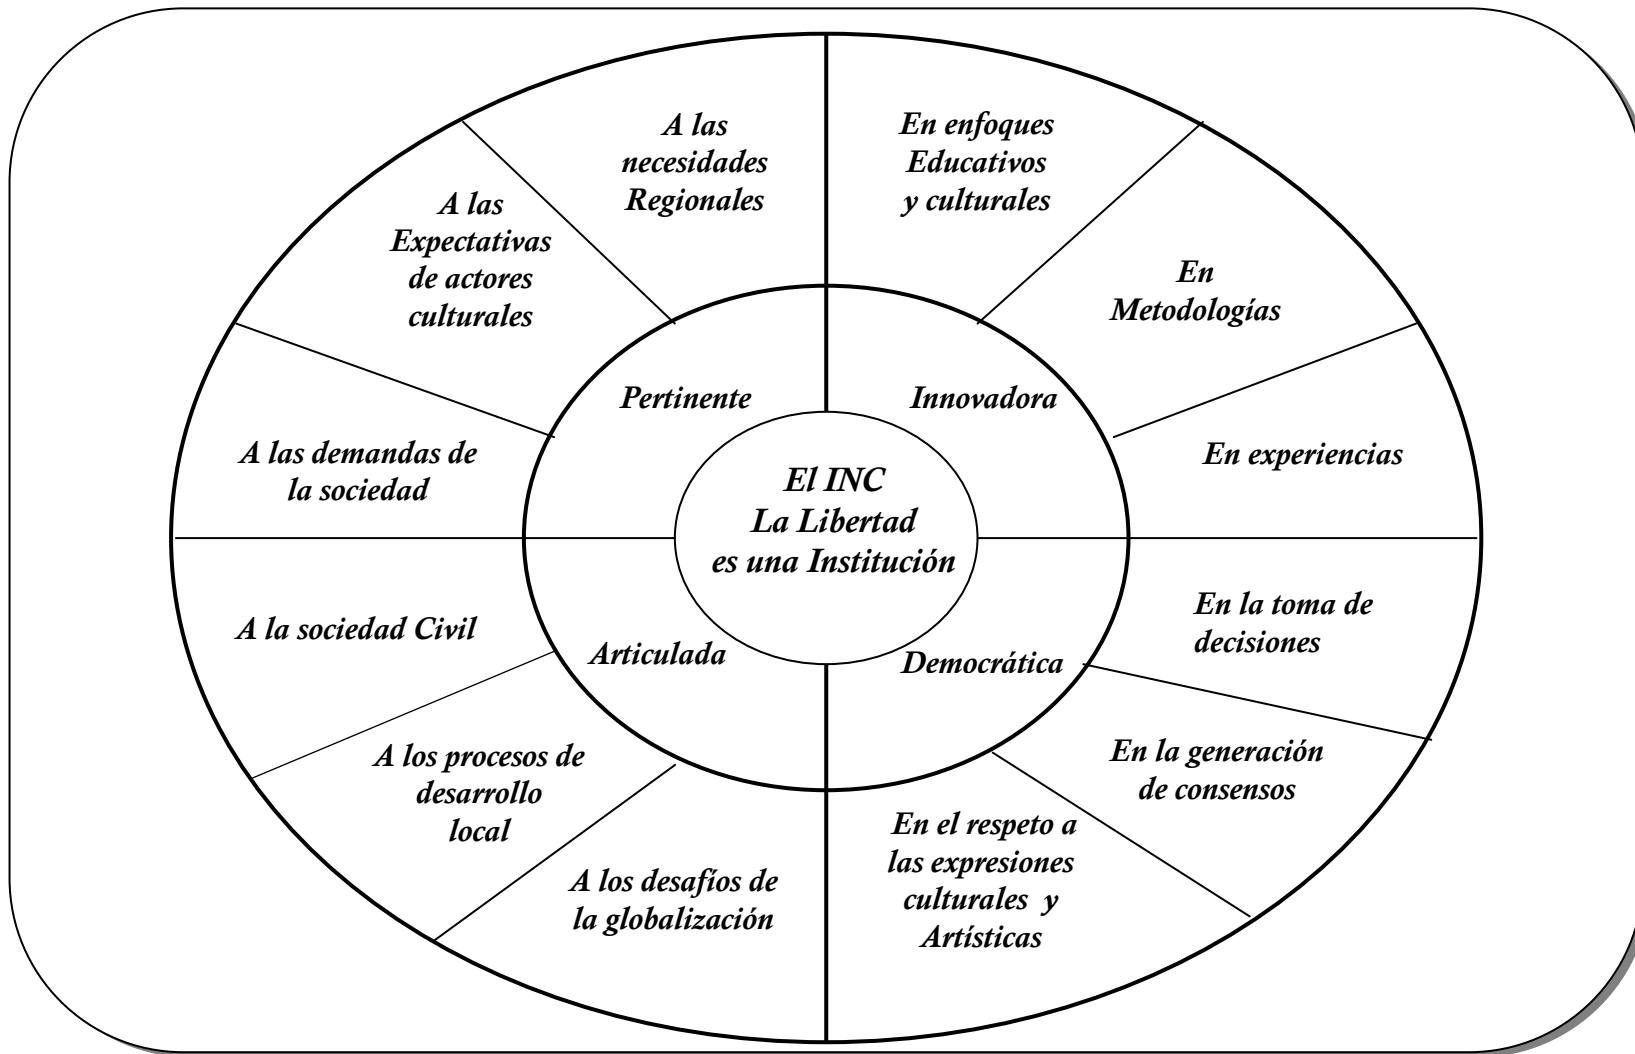 A las
necesidades
Regionales
En enfoques
Educativos
y culturales
A las
Expectativas
de actores
culturales
En
Metodologías
Pertinente
Innovadora
A las demandas de
la sociedad
En experiencias
El INC
La Libertad
es una Institución
A la sociedad Civil
Articulada
Democrática
En la toma de
decisiones
A los procesos de
desarrollo
local
En la generación
de consensos
A los desafíos de
la globalización
En el respeto a
las expresiones
culturales y
Artísticas